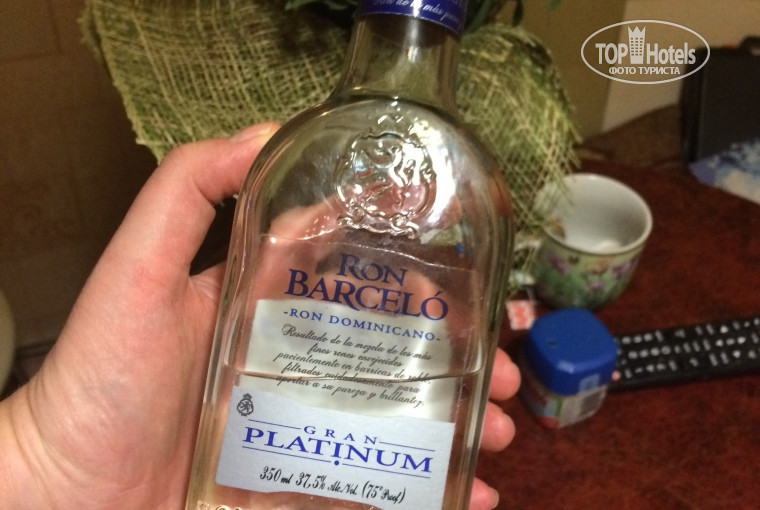 TOP Hotels
ФОТО ТУРИСТА
RON
BARCELÓ
-RON DOMINICANO-
Resultado de la mezcla de los más
finos rones envejecidos
pacientemente en barricas de roble,
filtrados cuidadosamente para
aportar a su pureza y brillantez.
GRAN
PLATINUM
350 ml 37,5% Alc.Vol. (75° Proof)